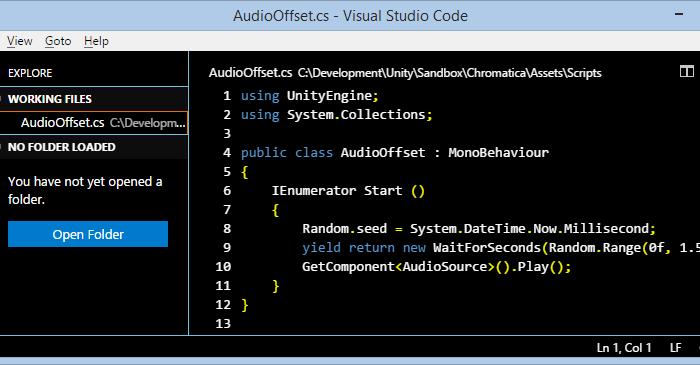 AudioOffset.cs - Visual Studio Code
View Goto Help
EXPLORE
WORKING FILES
AudioOffset.cs C:\Developm...
NO FOLDER LOADED
You have not yet opened a
folder.
Open Folder
AudioOffset.cs C:\Development\Unity\Sandbox\Chromatica\Assets\Scripts
1 using UnityEngine;
2 using System.Collections;
3
4 public class AudioOffset : MonoBehaviour
5 {
6 IEnumerator Start ()
7 {
8 Random.seed = System.DateTime.Now.Millisecond;
9 yield return new WaitForSeconds(Random.Range(0f, 1.5
10 GetComponent<AudioSource>().Play();
11 }
12 }
13
Ln 1, Col 1 LF